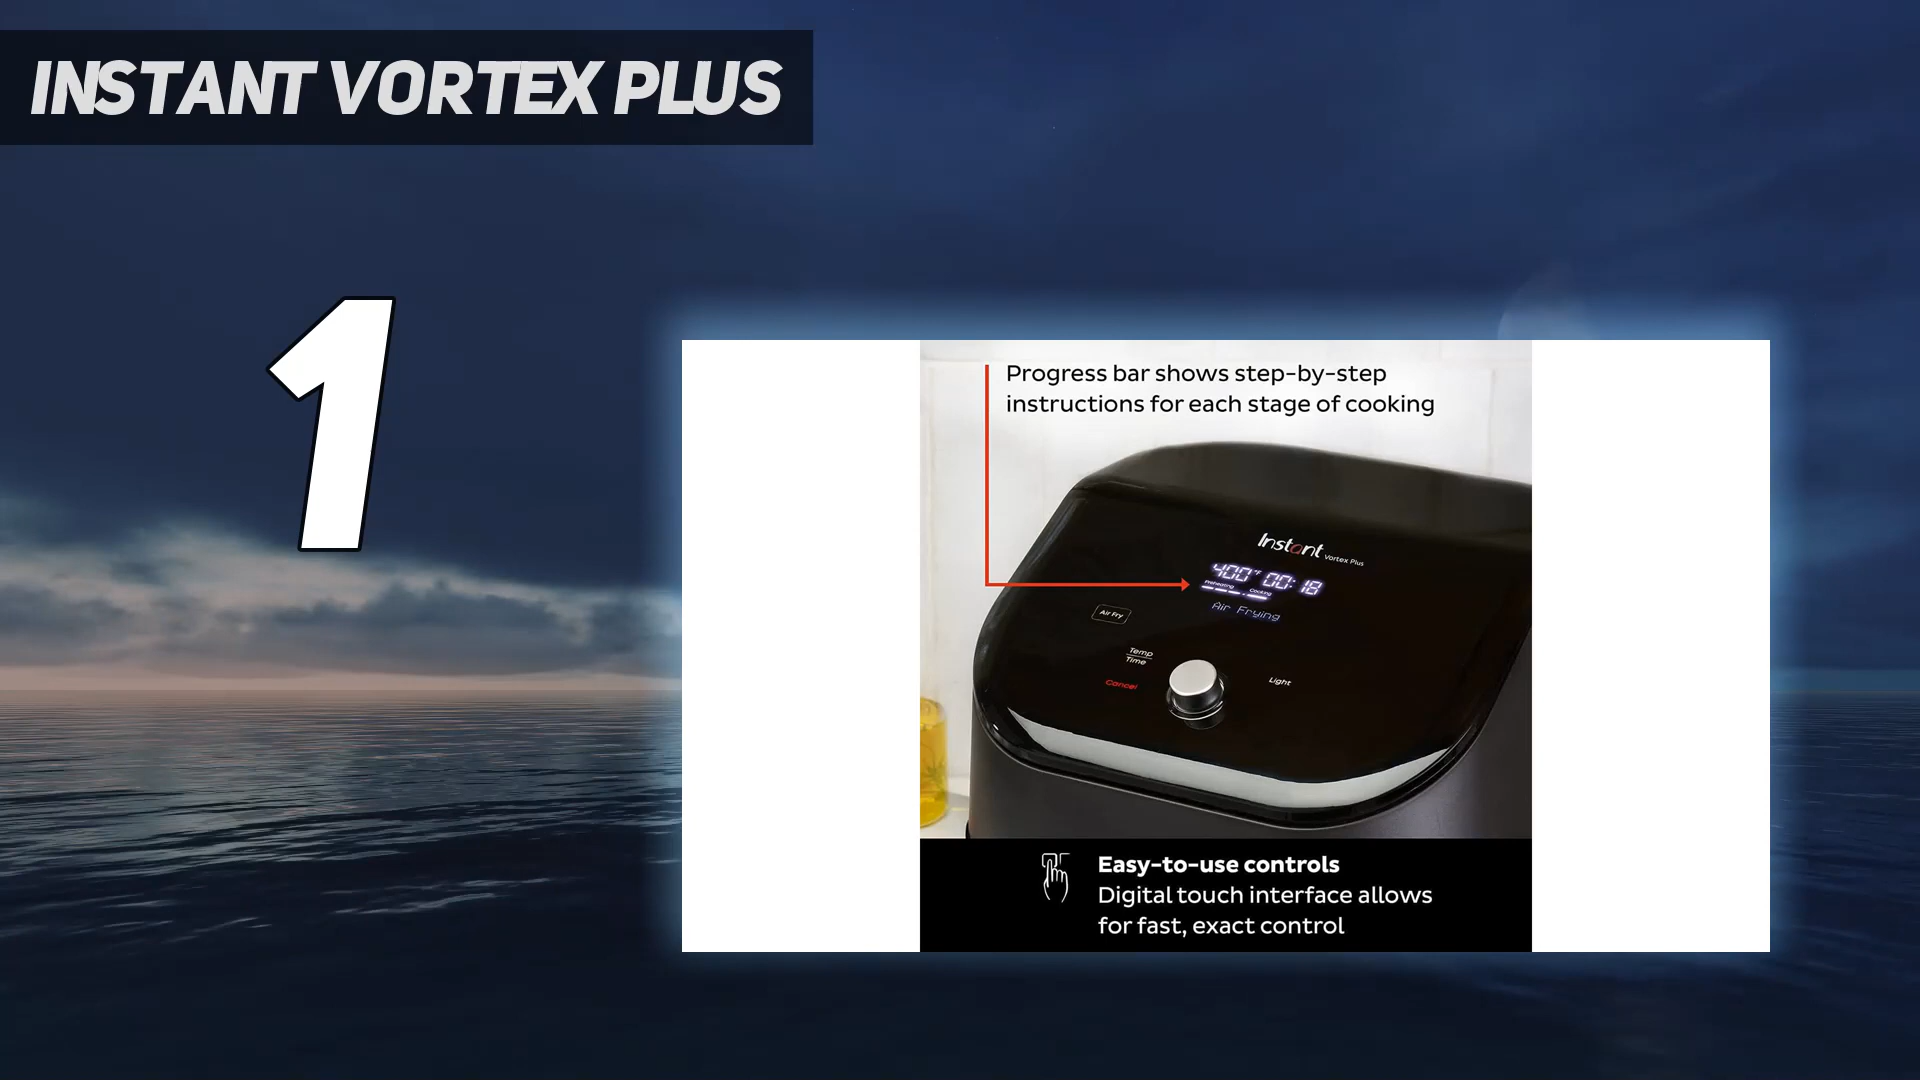 INSTANT VORTEX PLUS
1
Progress bar shows step-by-step
instructions for each stage of cooking
Instant Vortex Plus
400°F 00:18
Preheating Cooking
Air Frying
Air Fry
Temp
Time
Cancel
Light
Easy-to-use controls
Digital touch interface allows
for fast, exact control